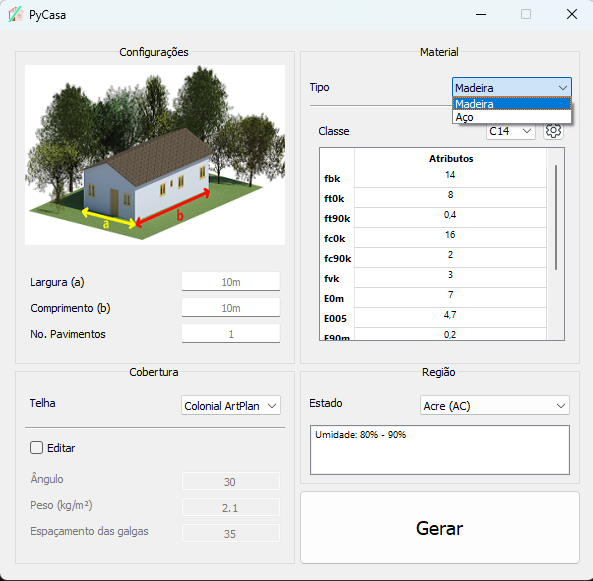 PyCasa
Configurações
a
b
Largura (a) 10m
Comprimento (b) 10m
No. Pavimentos 1
Material
Tipo Madeira
Madeira
Aço
Classe C14
Atributos
fbk 14
ft0k 8
ft90k 0,4
fc0k 16
fc90k 2
fvk 3
E0m 7
E005 4,7
E90m 0,2
Cobertura
Telha Colonial ArtPlan
Editar
Ângulo 30
Peso (kg/m²) 2.1
Espaçamento das galgas 35
Região
Estado Acre (AC)
Umidade: 80% - 90%
Gerar